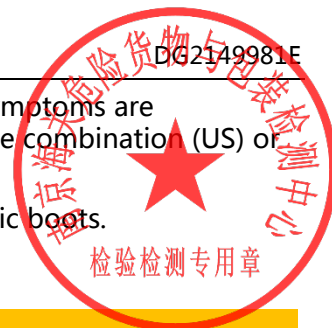 DG2149981E
mptoms are
e combination (US) or
ic boots.
南京海关危险货物与包装检测中心
检验检测专用章